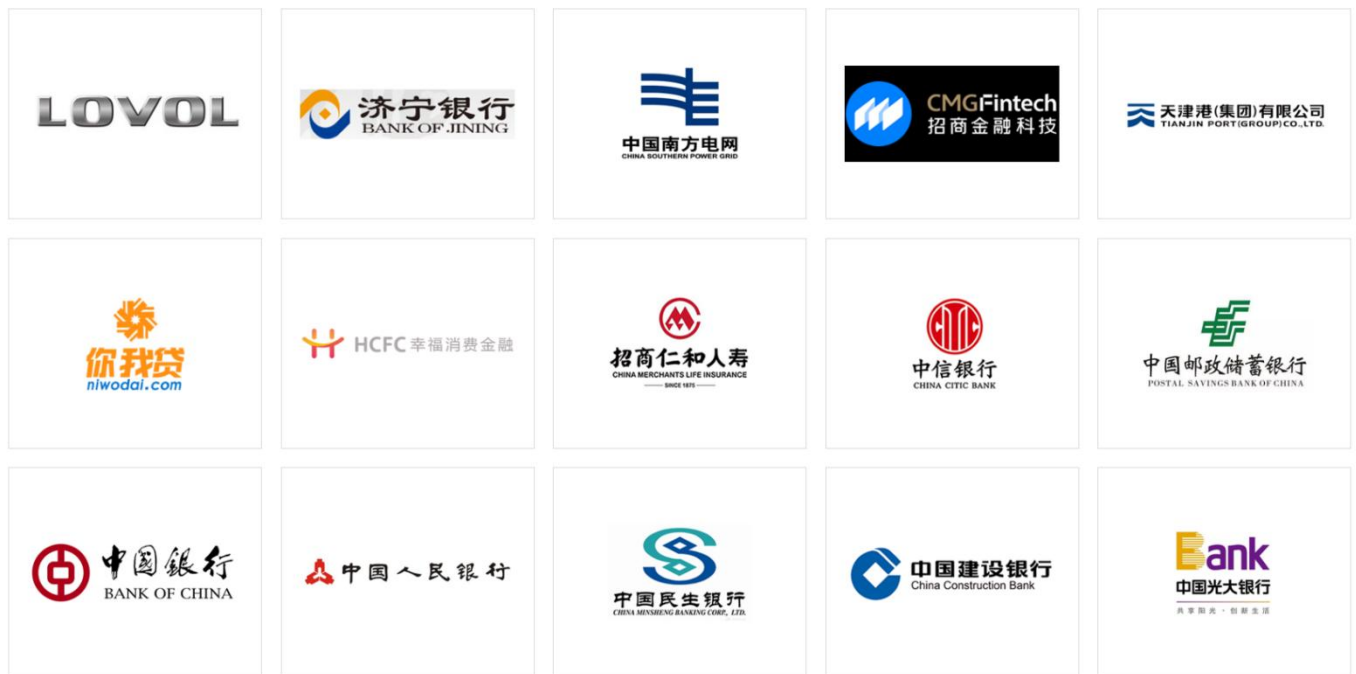 LOVOL
济宁银行
BANK OF JINING
中国南方电网
CHINA SOUTHERN POWER GRID
CMGFintech
招商金融科技
天津港(集团)有限公司
TIANJIN PORT(GROUP)CO.,LTD.
你我贷
niwodai.com
HCFC 幸福消费金融
招商仁和人寿
CHINA MERCHANTS LIFE INSURANCE
SINCE 1875
CITIC
中信银行
CHINA CITIC BANK
中国邮政储蓄银行
POSTAL SAVINGS BANK OF CHINA
中國銀行
BANK OF CHINA
中国人民银行
中国民生银行
CHINA MINSHENG BANKING CORP., LTD.
中国建设银行
China Construction Bank
Bank
中国光大银行
共享阳光·创新生活